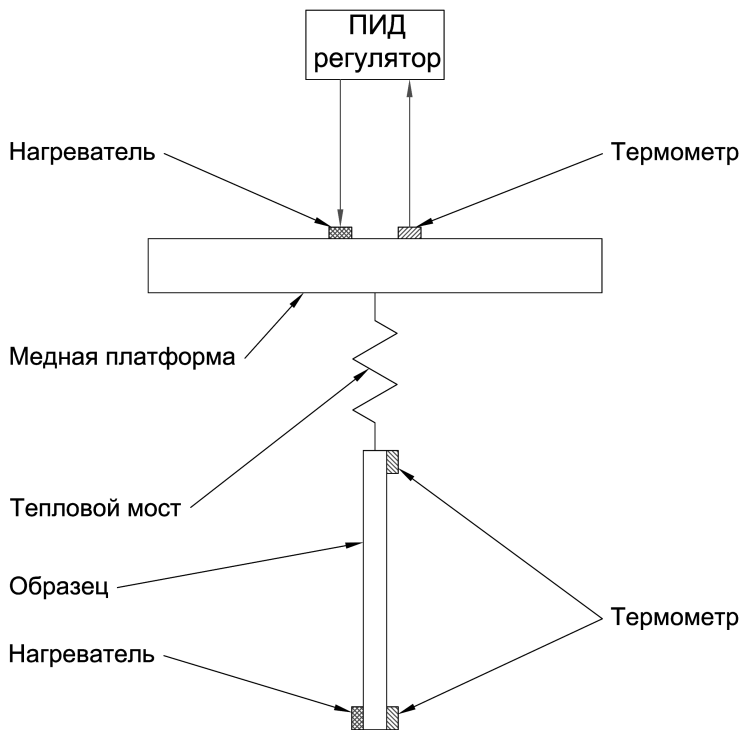 ПИД
регулятор
Нагреватель
Термометр
Медная платформа
Тепловой мост
Образец
Термометр
Нагреватель